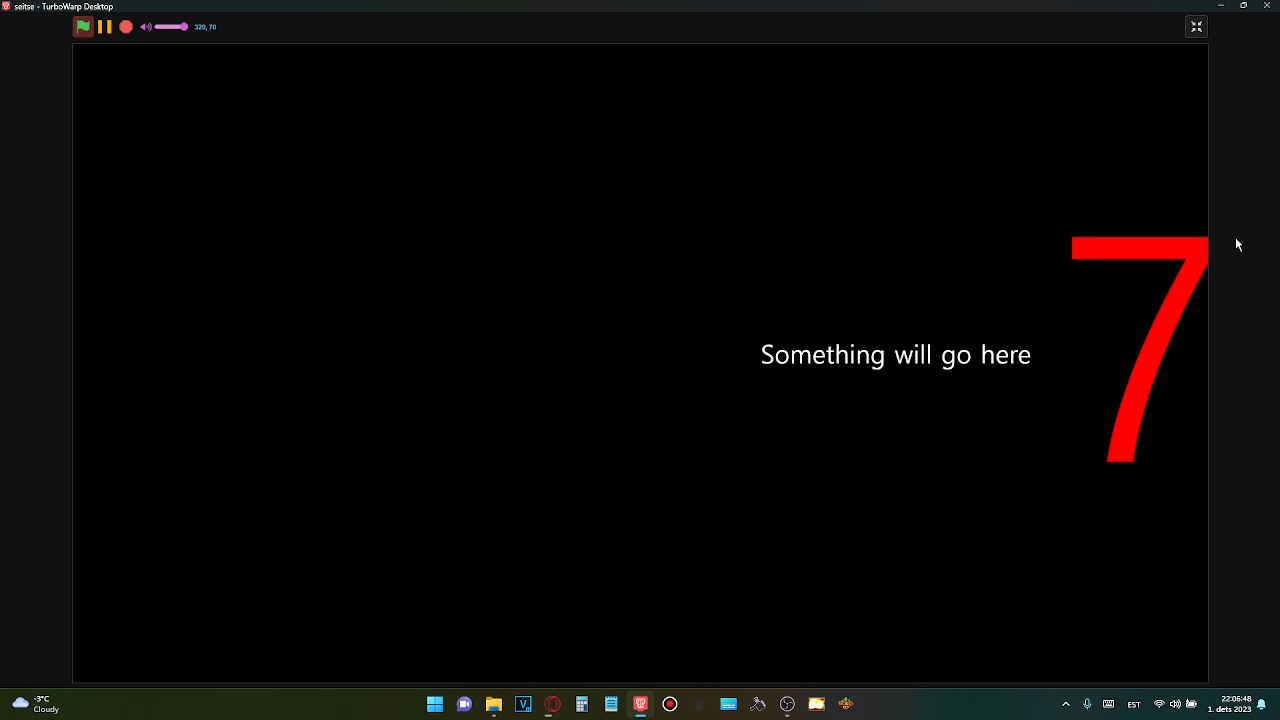 seitse - TurboWarp Desktop
320, 70
7
Something will go here
-3°C
Cloudy
EST
22:06:48
1. dets 2023